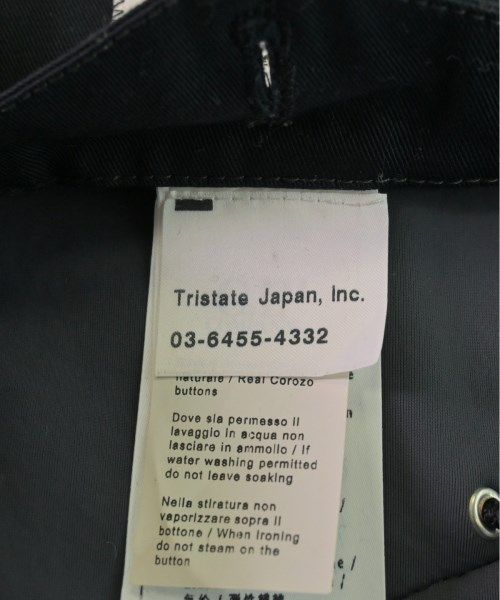 Tristate Japan, Inc.
03-6455-4332
naturale / Real Corozo
buttons
Dove sia permesso il
lavaggio in acqua non
lasciare in ammollo / If
water washing permitted
do not leave soaking
Nella stiratura non
vaporizzare sopra il
bottone / When Ironing
do not steam on the
button